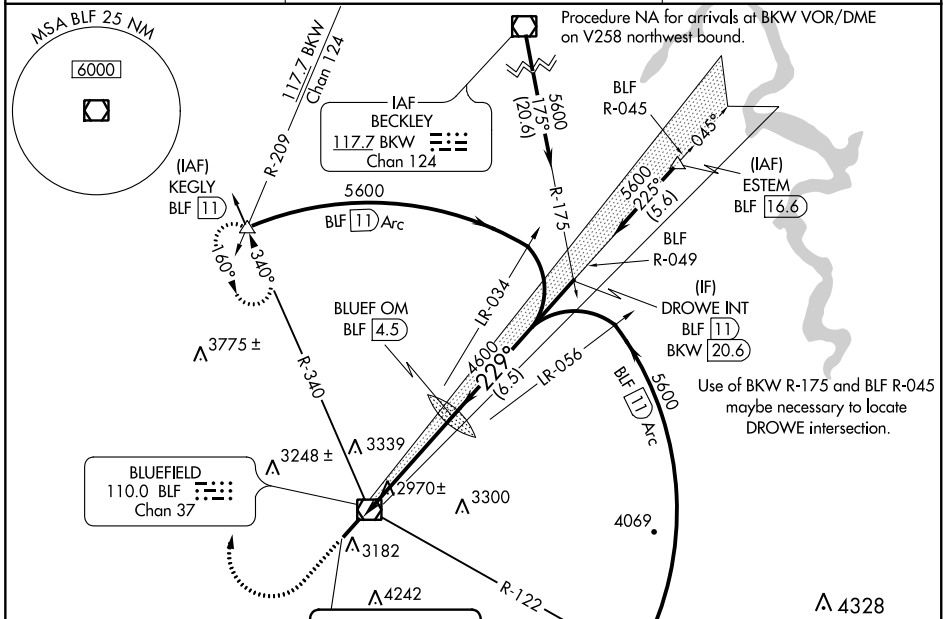 MSA BLF 25 NM
6000
117.7 BKW
Chan 124
R-209
Procedure NA for arrivals at BKW VOR/DME
on V258 northwest bound.
IAF
BECKLEY
117.7 BKW
Chan 124
5600
175°
(20.6)
R-175
BLF
R-045
045°
5600
225°
(5.6)
(IAF)
ESTEM
BLF 16.6
(IAF)
KEGLY
BLF 11
5600
BLF 11 Arc
BLF
R-049
(IF)
DROWE INT
BLF 11
BKW 20.6
160°
340°
LR-034
BLUEF OM
BLF 4.5
4600
229°
(6.5)
LR-056
5600
BLF 11 Arc
Use of BKW R-175 and BLF R-045
maybe necessary to locate
DROWE intersection.
3775 ±
R-340
3339
3248 ±
2970±
3300
BLUEFIELD
110.0 BLF
Chan 37
4069
3182
4242
R-122
4328